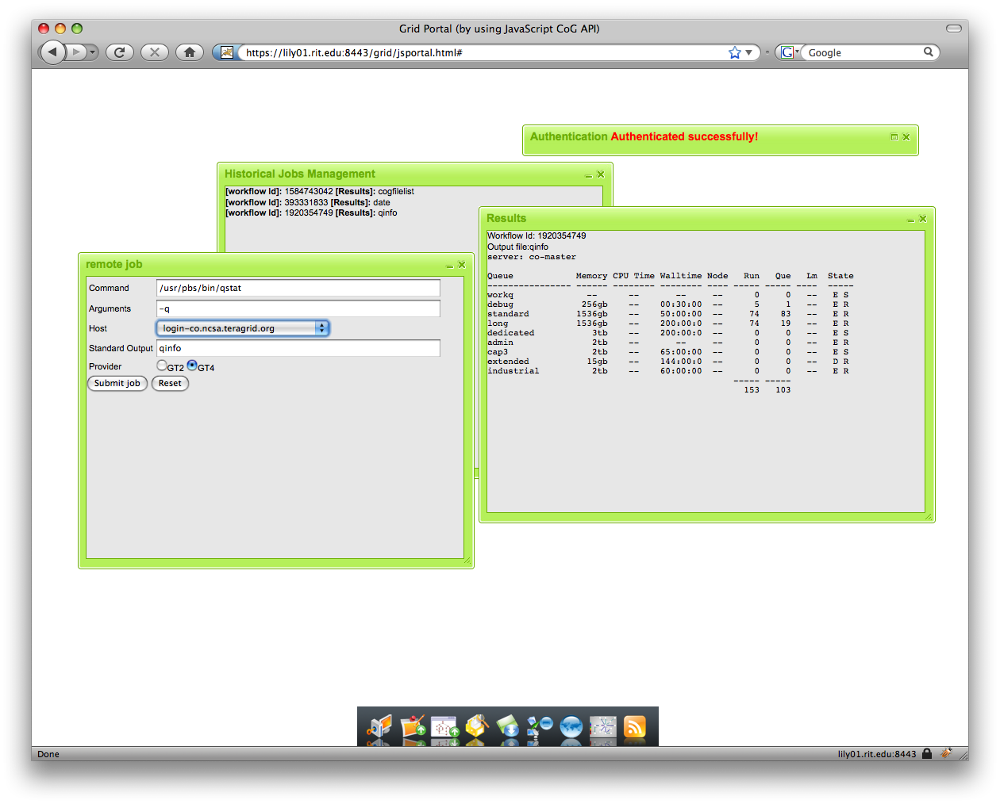 Grid Portal (by using JavaScript CoG API)
https://lily01.rit.edu:8443/grid/jsportal.html#
G Google
Authentication Authenticated successfully!
Historical Jobs Management
[workflow Id]: 1584743042 [Results]: cogfilelist
[workflow Id]: 393331833 [Results]: date
[workflow Id]: 1920354749 [Results]: qinfo
Results
Workflow Id: 1920354749
Output file:qinfo
server: co-master
Queue Memory CPU Time Walltime Node Run Que Lm State
---------------- ------ -------- -------- ---- ----- ----- ---- -----
workq -- -- -- -- 0 0 -- E S
debug 256gb -- 00:30:00 -- 5 1 -- E R
standard 1536gb -- 50:00:00 -- 74 83 -- E R
long 1536gb -- 200:00:0 -- 74 19 -- E R
dedicated 3tb -- 200:00:0 -- 0 0 -- E S
admin 2tb -- -- -- 0 0 -- E R
cap3 2tb -- 65:00:00 -- 0 0 -- E S
extended 15gb -- 144:00:0 -- 0 0 -- D R
industrial 2tb -- 60:00:00 -- 0 0 -- E R
----- -----
153 103
remote job
Command /usr/pbs/bin/qstat
Arguments -q
Host login-co.ncsa.teragrid.org
Standard Output qinfo
Provider GT2 GT4
Submit job Reset
Done
lily01.rit.edu:8443